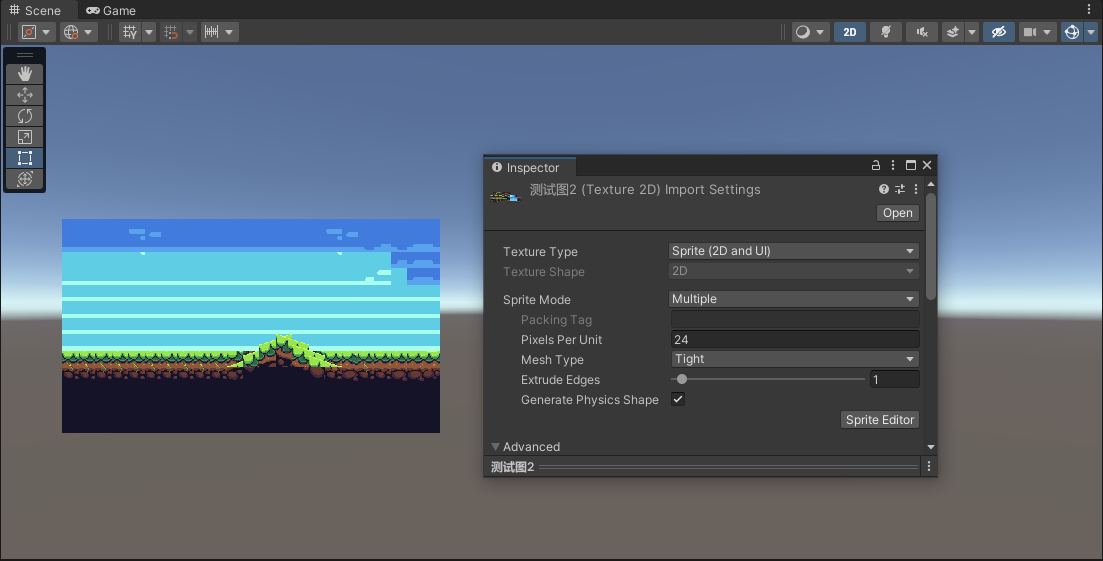 Scene
Game
2D
Inspector
测试图2 (Texture 2D) Import Settings
Open
Texture Type Sprite (2D and UI)
Texture Shape 2D
Sprite Mode Multiple
Packing Tag
Pixels Per Unit 24
Mesh Type Tight
Extrude Edges 1
Generate Physics Shape
Sprite Editor
Advanced
测试图2